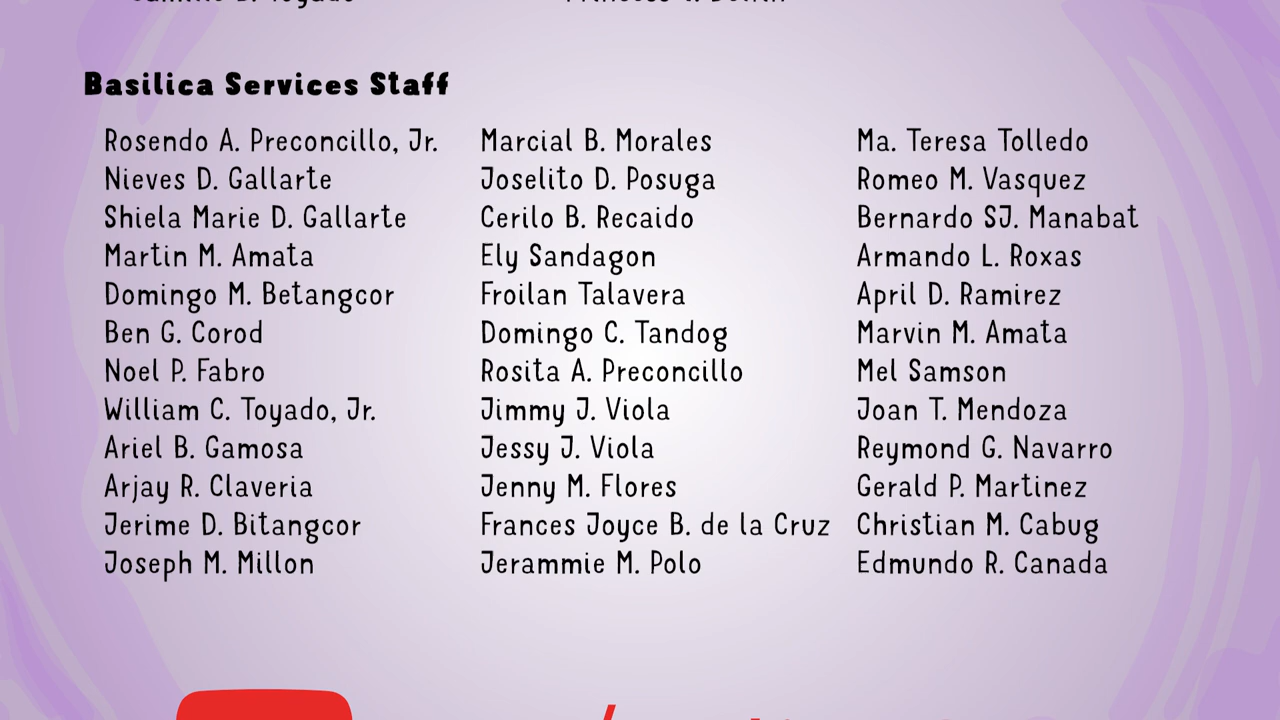 Basilica Services Staff
Rosendo A. Preconcillo, Jr.
Nieves D. Gallarte
Shiela Marie D. Gallarte
Martin M. Amata
Domingo M. Betangcor
Ben G. Corod
Noel P. Fabro
William C. Toyado, Jr.
Ariel B. Gamosa
Arjay R. Claveria
Jerime D. Bitangcor
Joseph M. Millon
Marcial B. Morales
Joselito D. Posuga
Cerilo B. Recaido
Ely Sandagon
Froilan Talavera
Domingo C. Tandog
Rosita A. Preconcillo
Jimmy J. Viola
Jessy J. Viola
Jenny M. Flores
Frances Joyce B. de la Cruz
Jerammie M. Polo
Ma. Teresa Tolledo
Romeo M. Vasquez
Bernardo SJ. Manabat
Armando L. Roxas
April D. Ramirez
Marvin M. Amata
Mel Samson
Joan T. Mendoza
Reymond G. Navarro
Gerald P. Martinez
Christian M. Cabug
Edmundo R. Canada